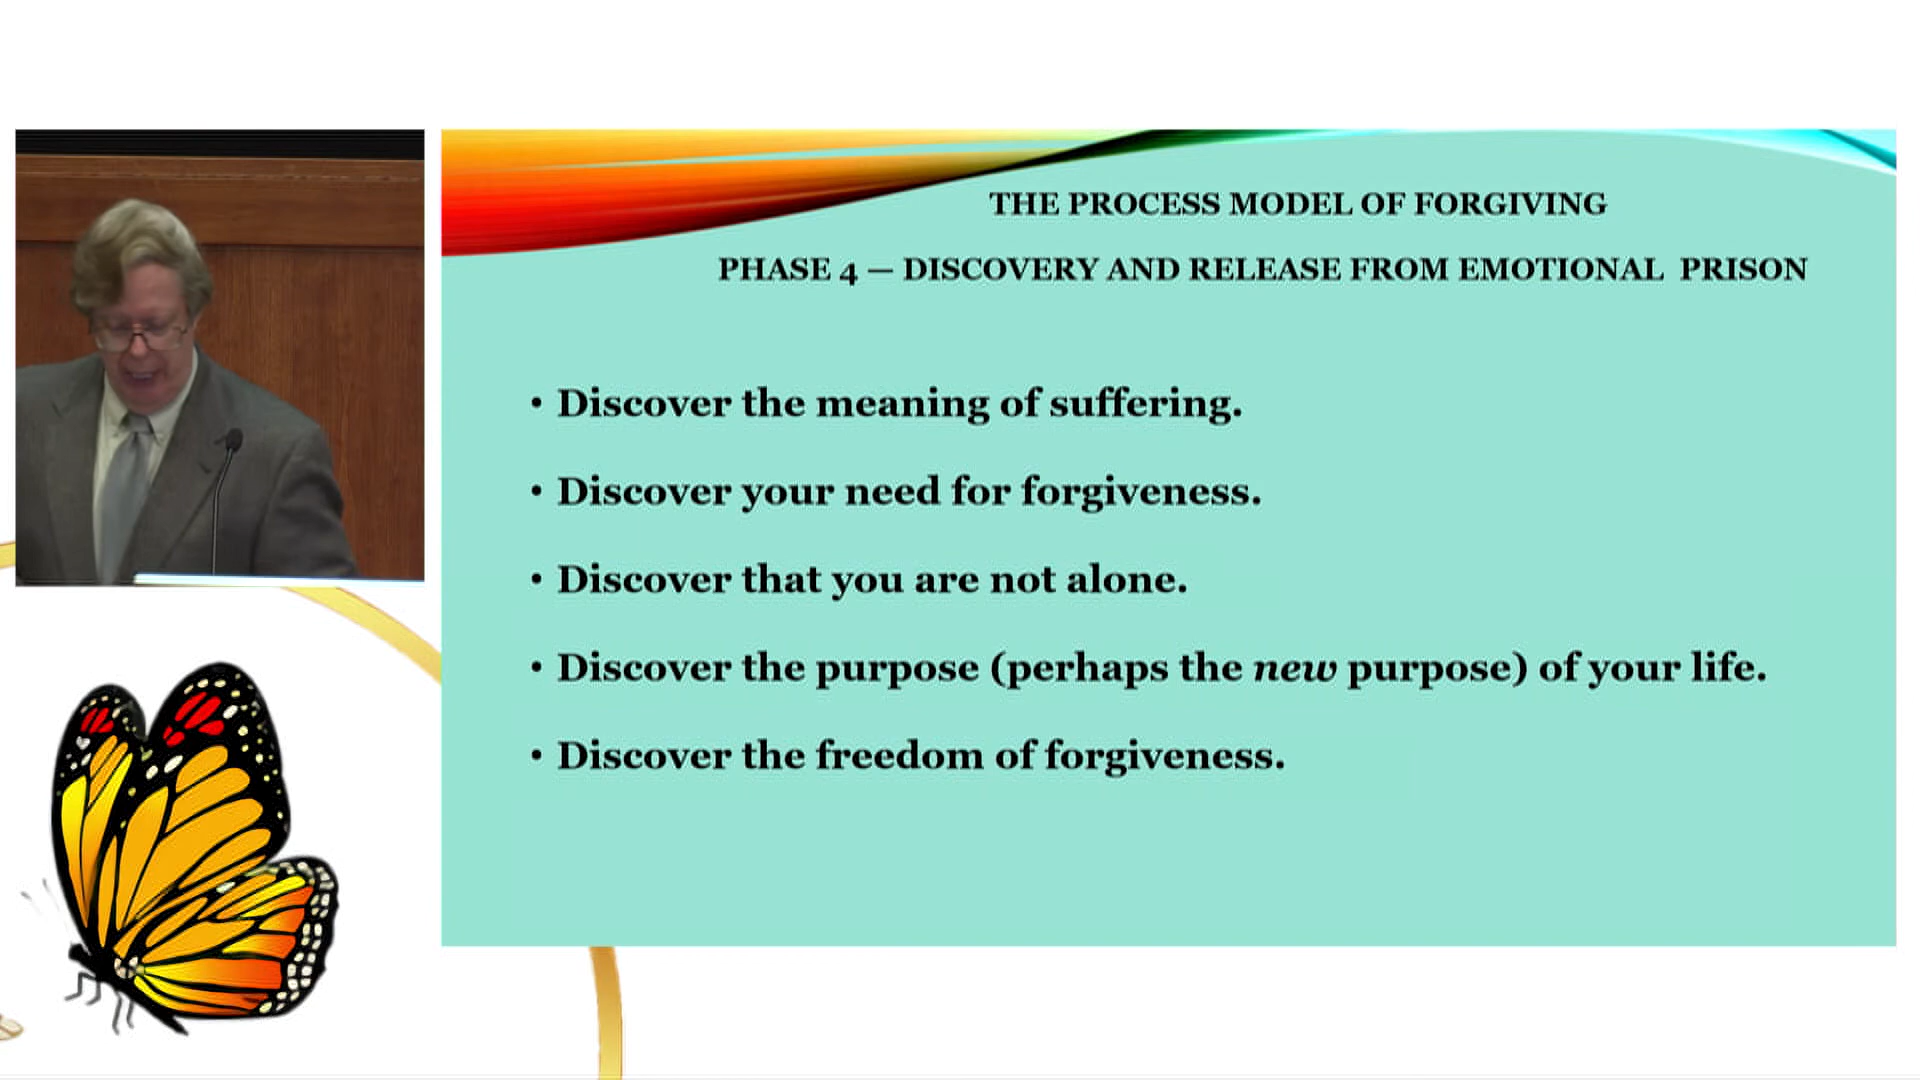 THE PROCESS MODEL OF FORGIVING
PHASE 4 — DISCOVERY AND RELEASE FROM EMOTIONAL PRISON
• Discover the meaning of suffering.
• Discover your need for forgiveness.
• Discover that you are not alone.
• Discover the purpose (perhaps the new purpose) of your life.
• Discover the freedom of forgiveness.